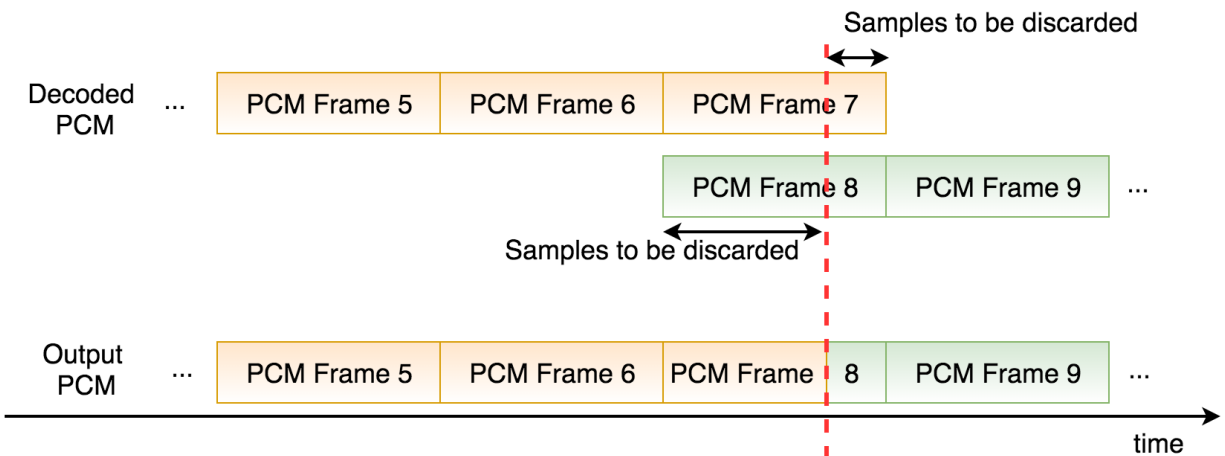 Samples to be discarded
Decoded
PCM
... PCM Frame 5 PCM Frame 6 PCM Frame 7
PCM Frame 8 PCM Frame 9 ...
Samples to be discarded
Output
PCM
... PCM Frame 5 PCM Frame 6 PCM Frame 8 PCM Frame 9 ...
time